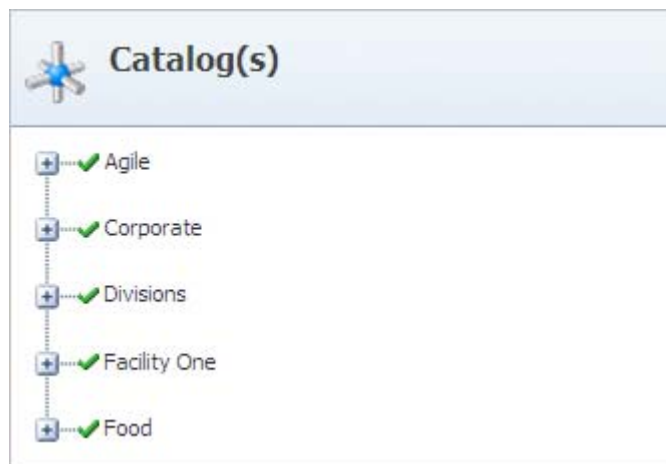 Catalog(s)
Agile
Corporate
Divisions
Facility One
Food